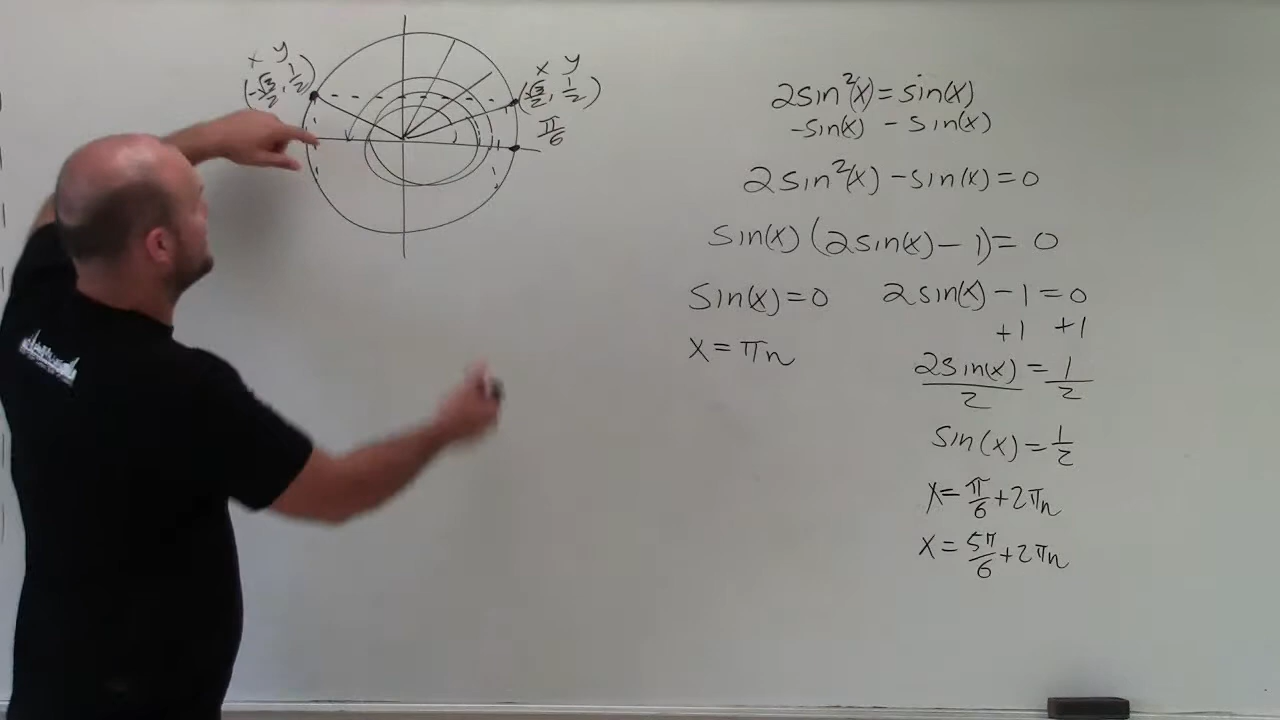 x y
(-√3/2, 1/2)
x y
(√3/2, 1/2)
π/6
2sin²(x)=sin(x)
-sin(x) - sin(x)
2sin²(x) -sin(x)=0
sin(x) (2sin(x) - 1)= 0
sin(x)=0
2sin(x) - 1 =0
+1 +1
x = πn
2sin(x)/2 = 1/2
sin(x) = 1/2
x= π/6 +2πn
x = 5π/6 +2πn